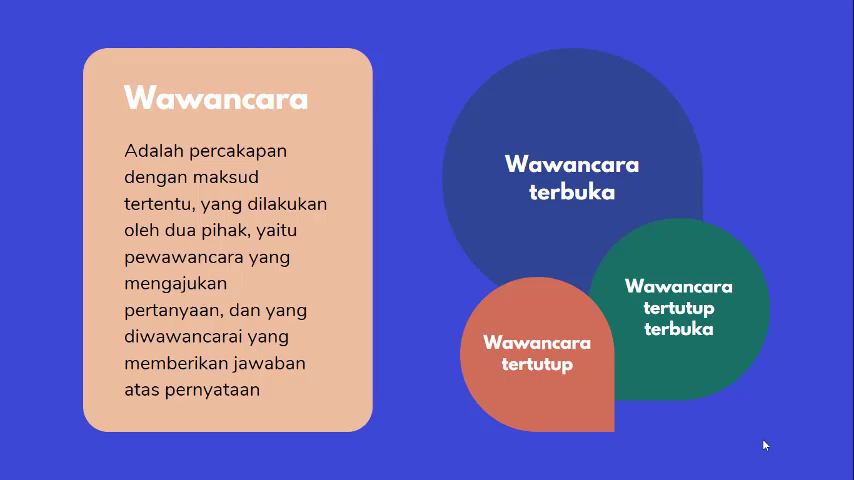 Wawancara
Adalah percakapan
dengan maksud
tertentu, yang dilakukan
oleh dua pihak, yaitu
pewawancara yang
mengajukan
pertanyaan, dan yang
diwawancarai yang
memberikan jawaban
atas pernyataan
Wawancara
terbuka
Wawancara
tertutup
terbuka
Wawancara
tertutup